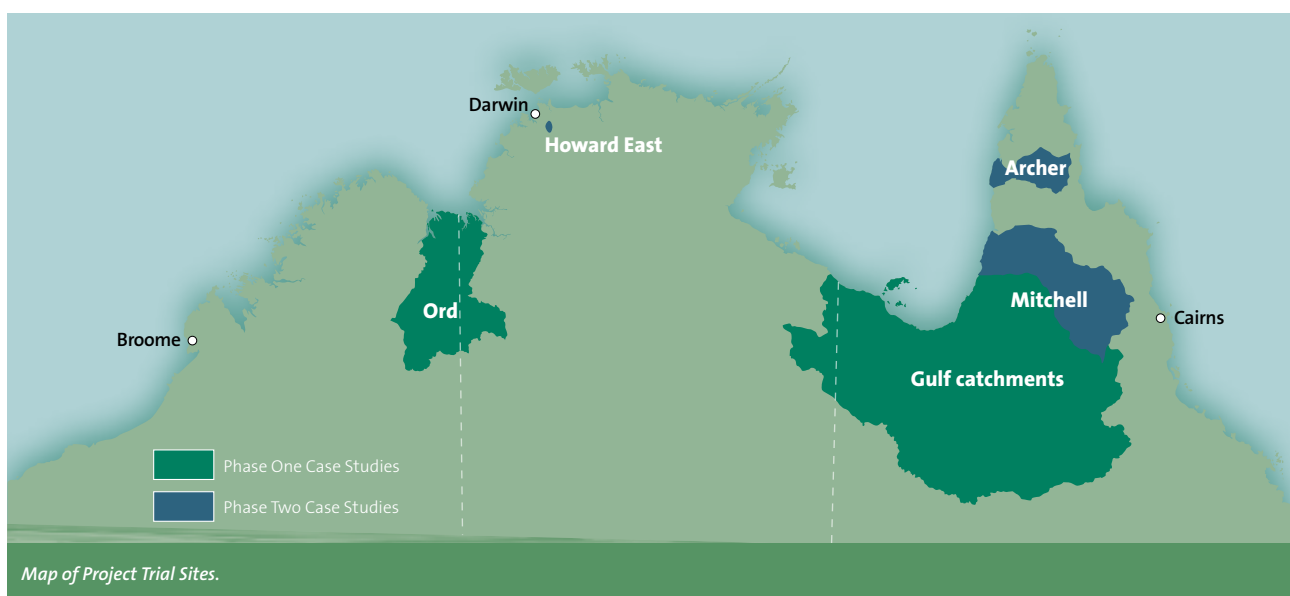 Darwin
Howard East
Archer
Ord
Mitchell
Broome
Cairns
Gulf catchments
Phase One Case Studies
Phase Two Case Studies
Map of Project Trial Sites.